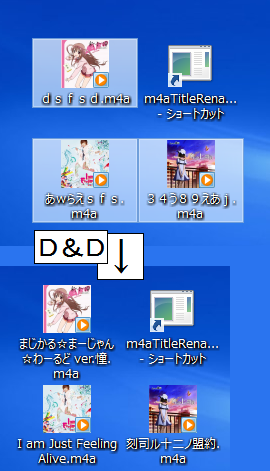 ｄｓｆｓｄ.m4a
m4aTitleRena...
- ショートカット
あｗらえｓｆｓ.
m4a
３４う８９えあｊ.
m4a
D&D↓
まじかる☆まーじゃん
☆わーるど ver.憧.
m4a
m4aTitleRena...
- ショートカット
I am Just Feeling
Alive.m4a
刻司ル十二ノ盟約.
m4a